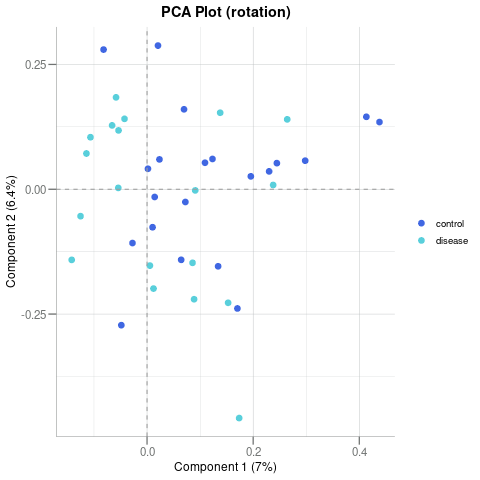 PCA Plot (rotation)
0.25
0.00
-0.25
Component 2 (6.4%)
0.0
0.2
0.4
Component 1 (7%)
control
disease